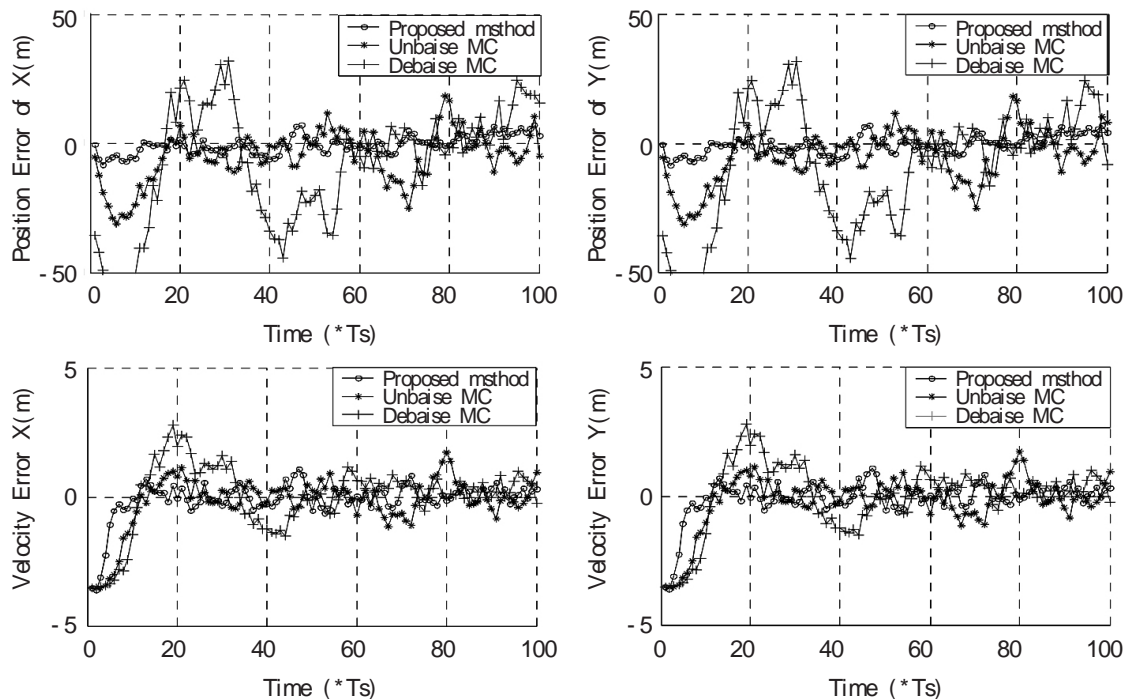 50
Proposed msthod
Unbaise MC
Debaise MC
Position Error of X(m)
0
-50
0 20 40 60 80 100
Time (*Ts)
50
Proposed msthod
Unbaise MC
Debaise MC
Position Error of Y(m)
0
-50
0 20 40 60 80 100
Time (*Ts)
5
Proposed msthod
Unbaise MC
Debaise MC
Velocity Error X(m)
0
-5
0 20 40 60 80 100
Time (*Ts)
5
Proposed msthod
Unbaise MC
Debaise MC
Velocity Error Y(m)
0
-5
0 20 40 60 80 100
Time (*Ts)